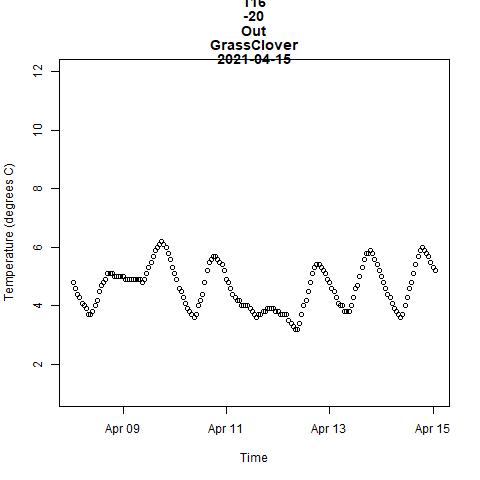 T16
-20
Out
GrassClover
2021-04-15
Temperature (degrees C)
12
10
8
6
4
2
Apr 09 Apr 11 Apr 13 Apr 15
Time